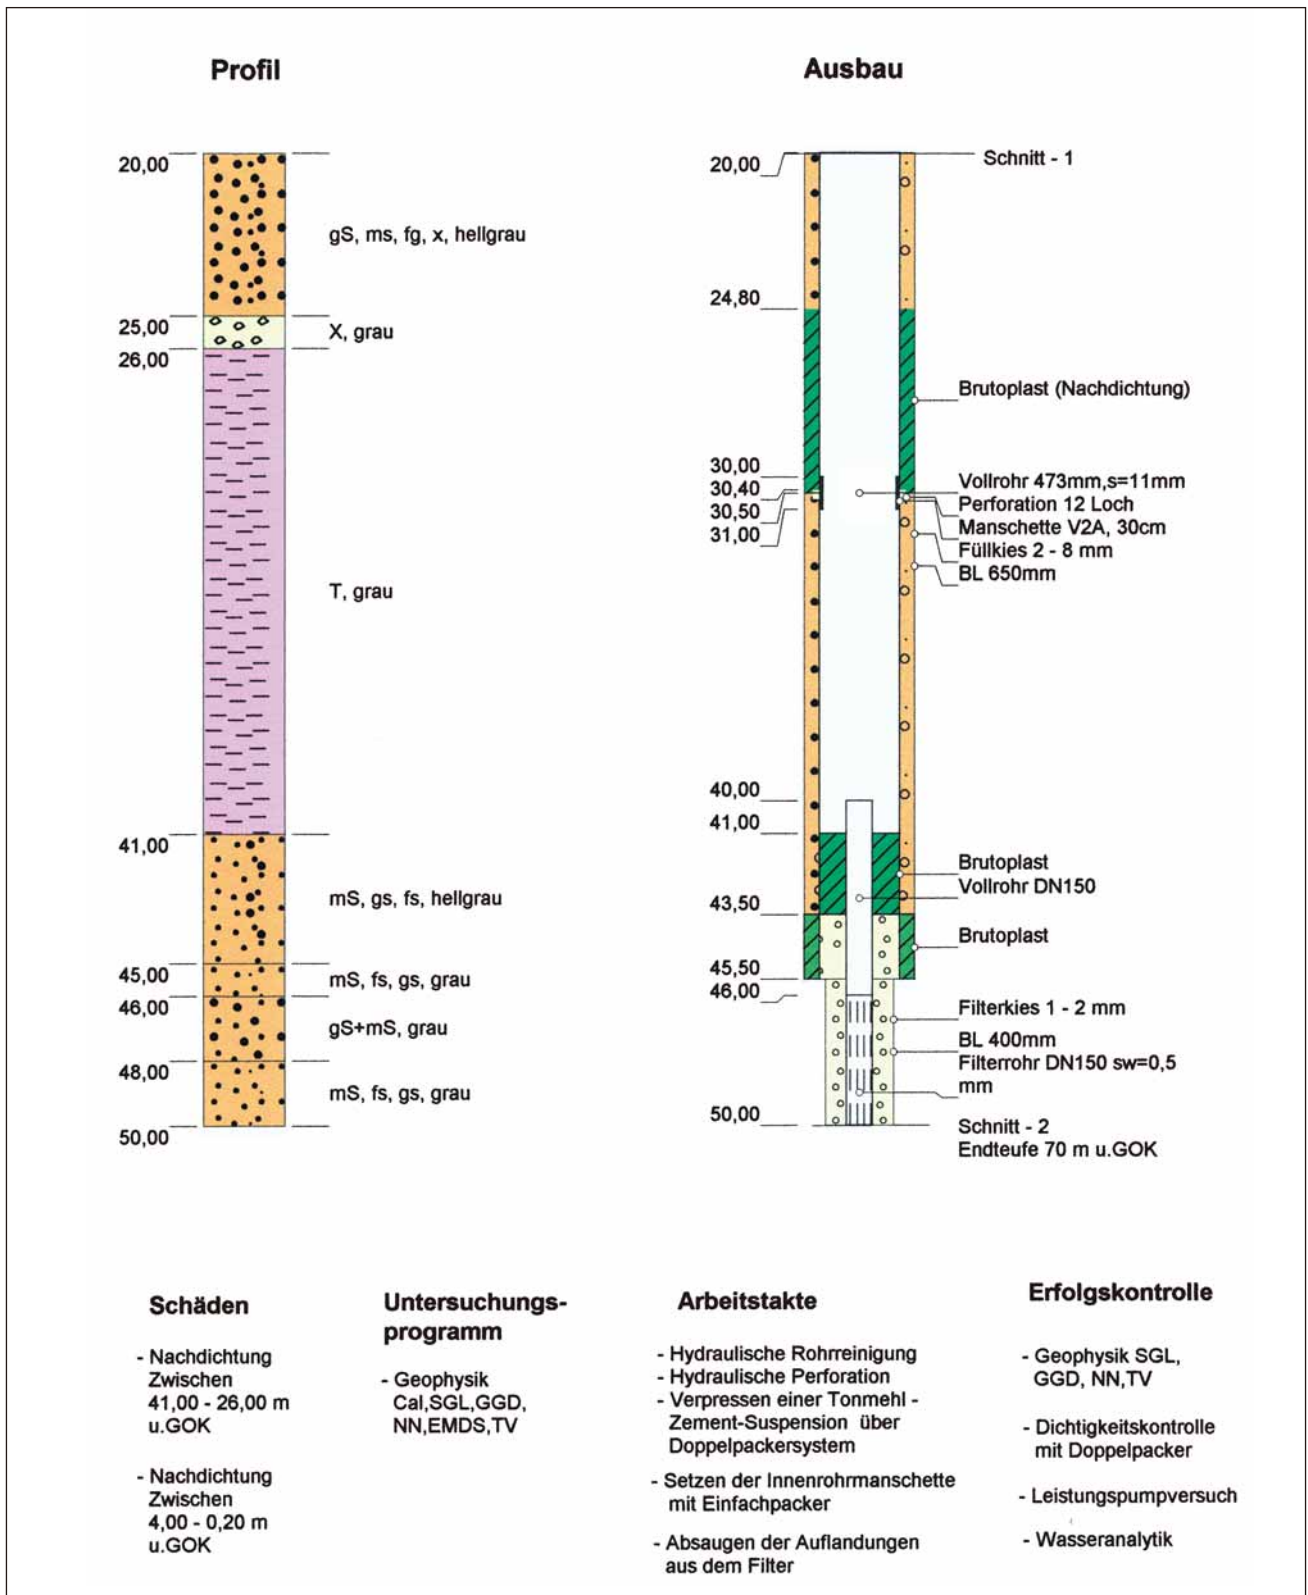 Profil
20,00
gS, ms, fg, x, hellgrau
25,00
X, grau
26,00
T, grau
41,00
mS, gs, fs, hellgrau
45,00
mS, fs, gs, grau
46,00
gS+mS, grau
48,00
mS, fs, gs, grau
50,00
Ausbau
20,00
Schnitt - 1
24,80
Brutoplast (Nachdichtung)
30,00
30,40
30,50
31,00
Vollrohr 473mm,s=11mm
Perforation 12 Loch
Manschette V2A, 30cm
Füllkies 2 - 8 mm
BL 650mm
40,00
41,00
Brutoplast
Vollrohr DN150
43,50
Brutoplast
45,50
46,00
Filterkies 1 - 2 mm
BL 400mm
Filterrohr DN150 sw=0,5
mm
50,00
Schnitt - 2
Endteufe 70 m u.GOK
Schäden
- Nachdichtung
Zwischen
41,00 - 26,00 m
u.GOK
- Nachdichtung
Zwischen
4,00 - 0,20 m
u.GOK
Untersuchungs-
programm
- Geophysik
Cal,SGL,GGD,
NN,EMDS,TV
Arbeitstakte
- Hydraulische Rohrreinigung
- Hydraulische Perforation
- Verpressen einer Tonmehl -
Zement-Suspension über
Doppelpackersystem
- Setzen der Innenrohrmanschette
mit Einfachpacker
- Absaugen der Auflandungen
aus dem Filter
Erfolgskontrolle
- Geophysik SGL,
GGD, NN,TV
- Dichtigkeitskontrolle
mit Doppelpacker
- Leistungspumpversuch
- Wasseranalytik